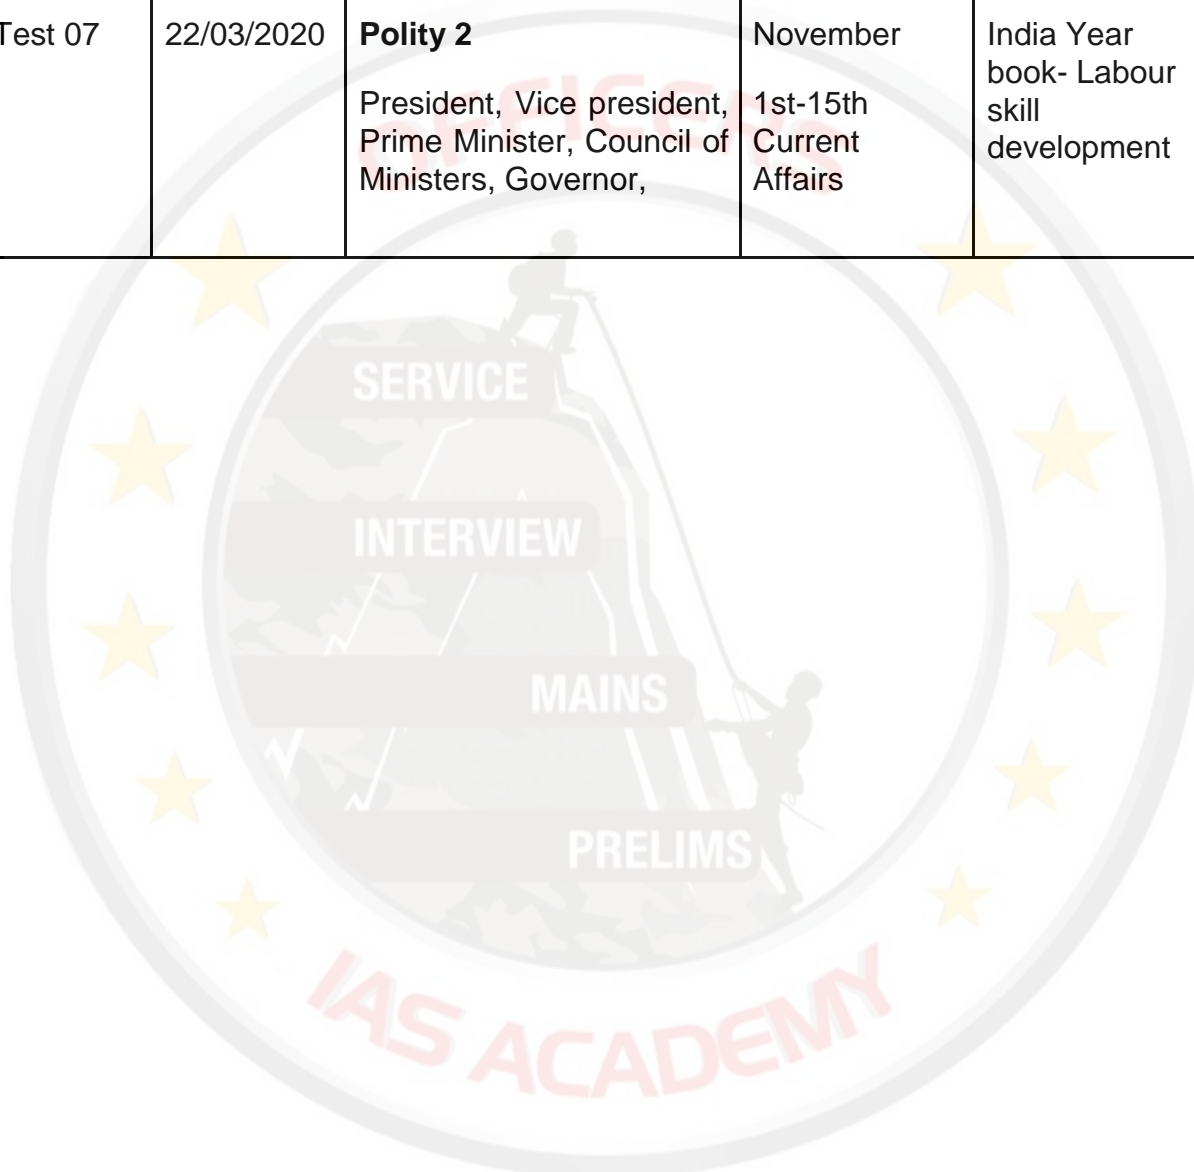 Test 07
22/03/2020
Polity 2
President, Vice president,
Prime Minister, Council of
Ministers, Governor,
November
1st-15th
Current
Affairs
India Year
book- Labour
skill
development
OFFICERS
SERVICE
INTERVIEW
MAINS
PRELIMS
IAS ACADEMY